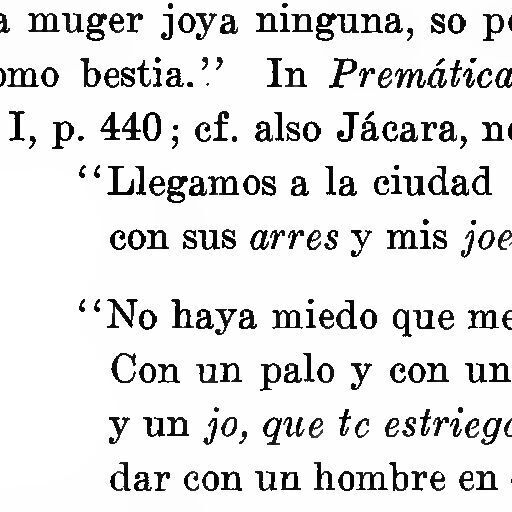 a muger joya ninguna, so p
omo bestia." In Premática
I, p. 440; cf. also Jácara, n
"Llegamos a la ciudad
con sus arres y mis joe
"No haya miedo que me
Con un palo y con un
y un jo, que tc estriego
dar con un hombre en